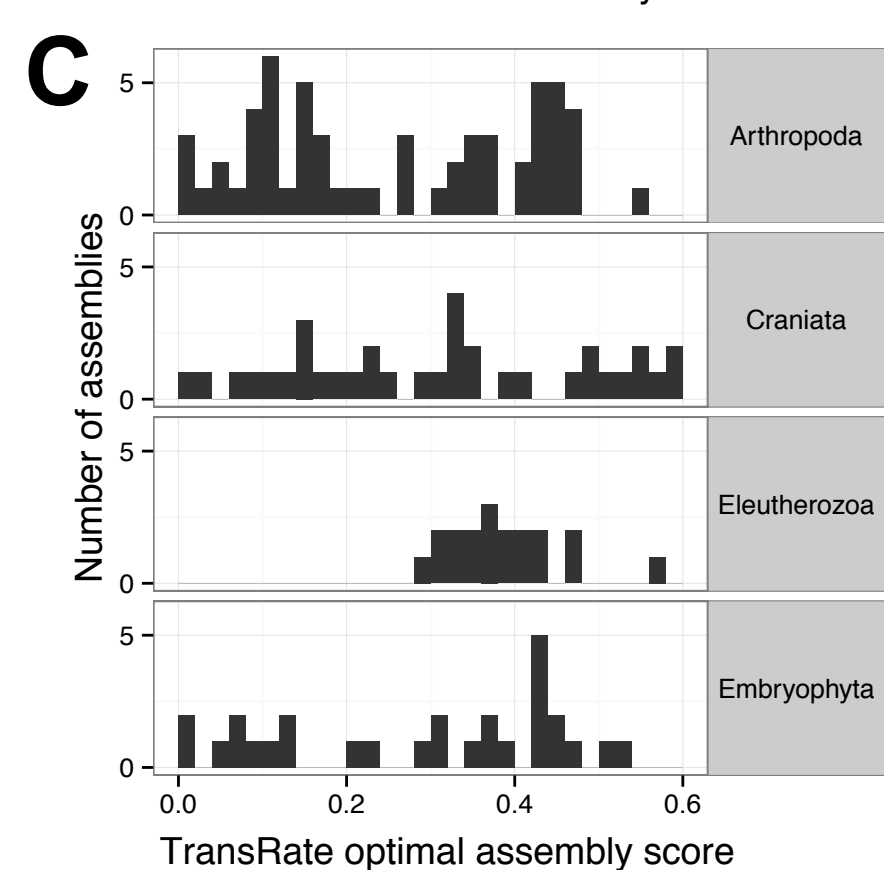 C
Number of assemblies
5
0
Arthropoda
5
0
Craniata
5
0
Eleutherozoa
5
0
Embryophyta
0.0 0.2 0.4 0.6
TransRate optimal assembly score